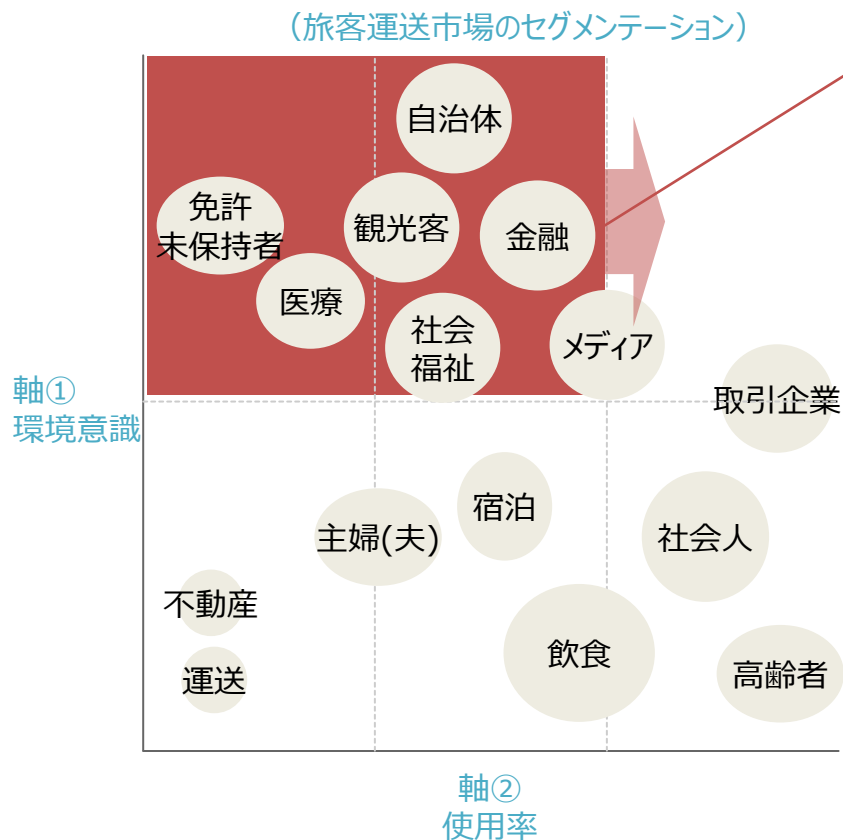 （旅客運送市場のセグメンテーション）
自治体
免許
未保持者
観光客
金融
医療
社会
福祉
メディア
軸①
環境意識
取引企業
宿泊
主婦(夫)
社会人
不動産
飲食
運送
高齢者
軸②
使用率